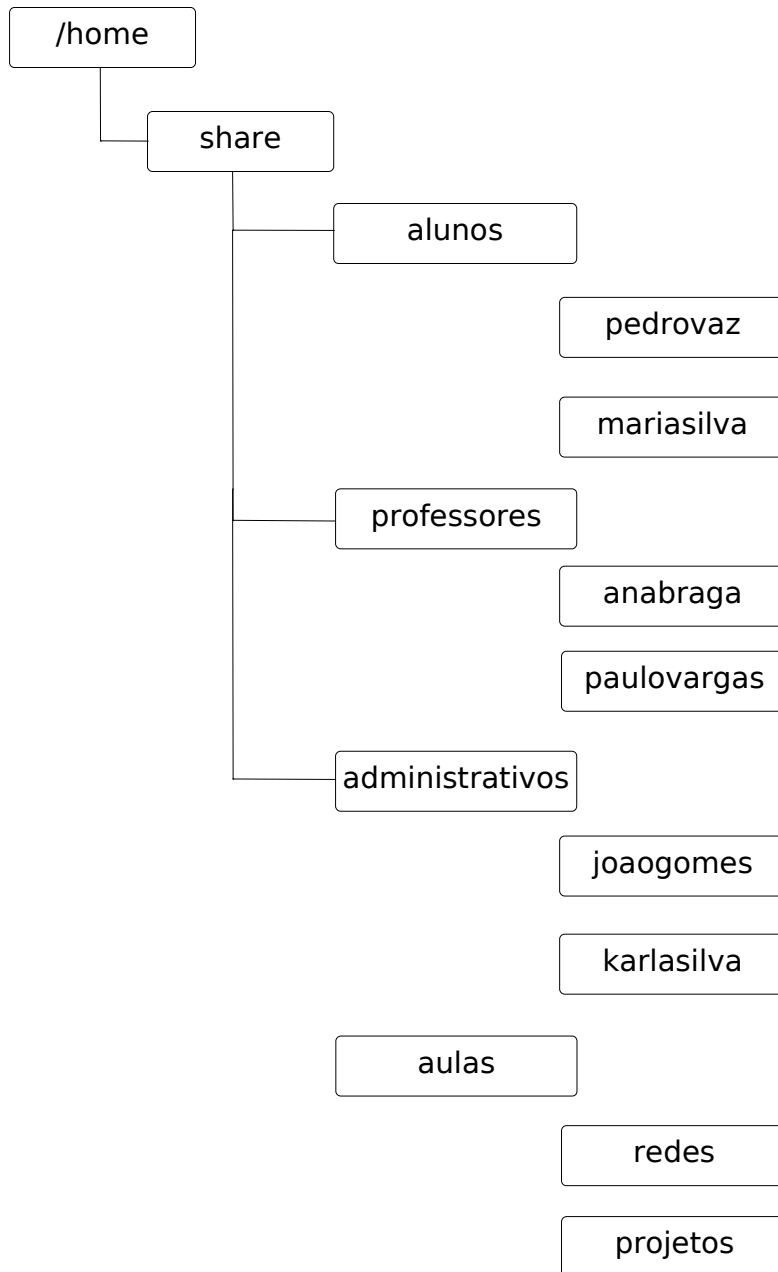 /home
share
alunos
pedrovaz
mariasilva
professores
anabraga
paulovargas
administrativos
joaogomes
karlasilva
aulas
redes
projetos